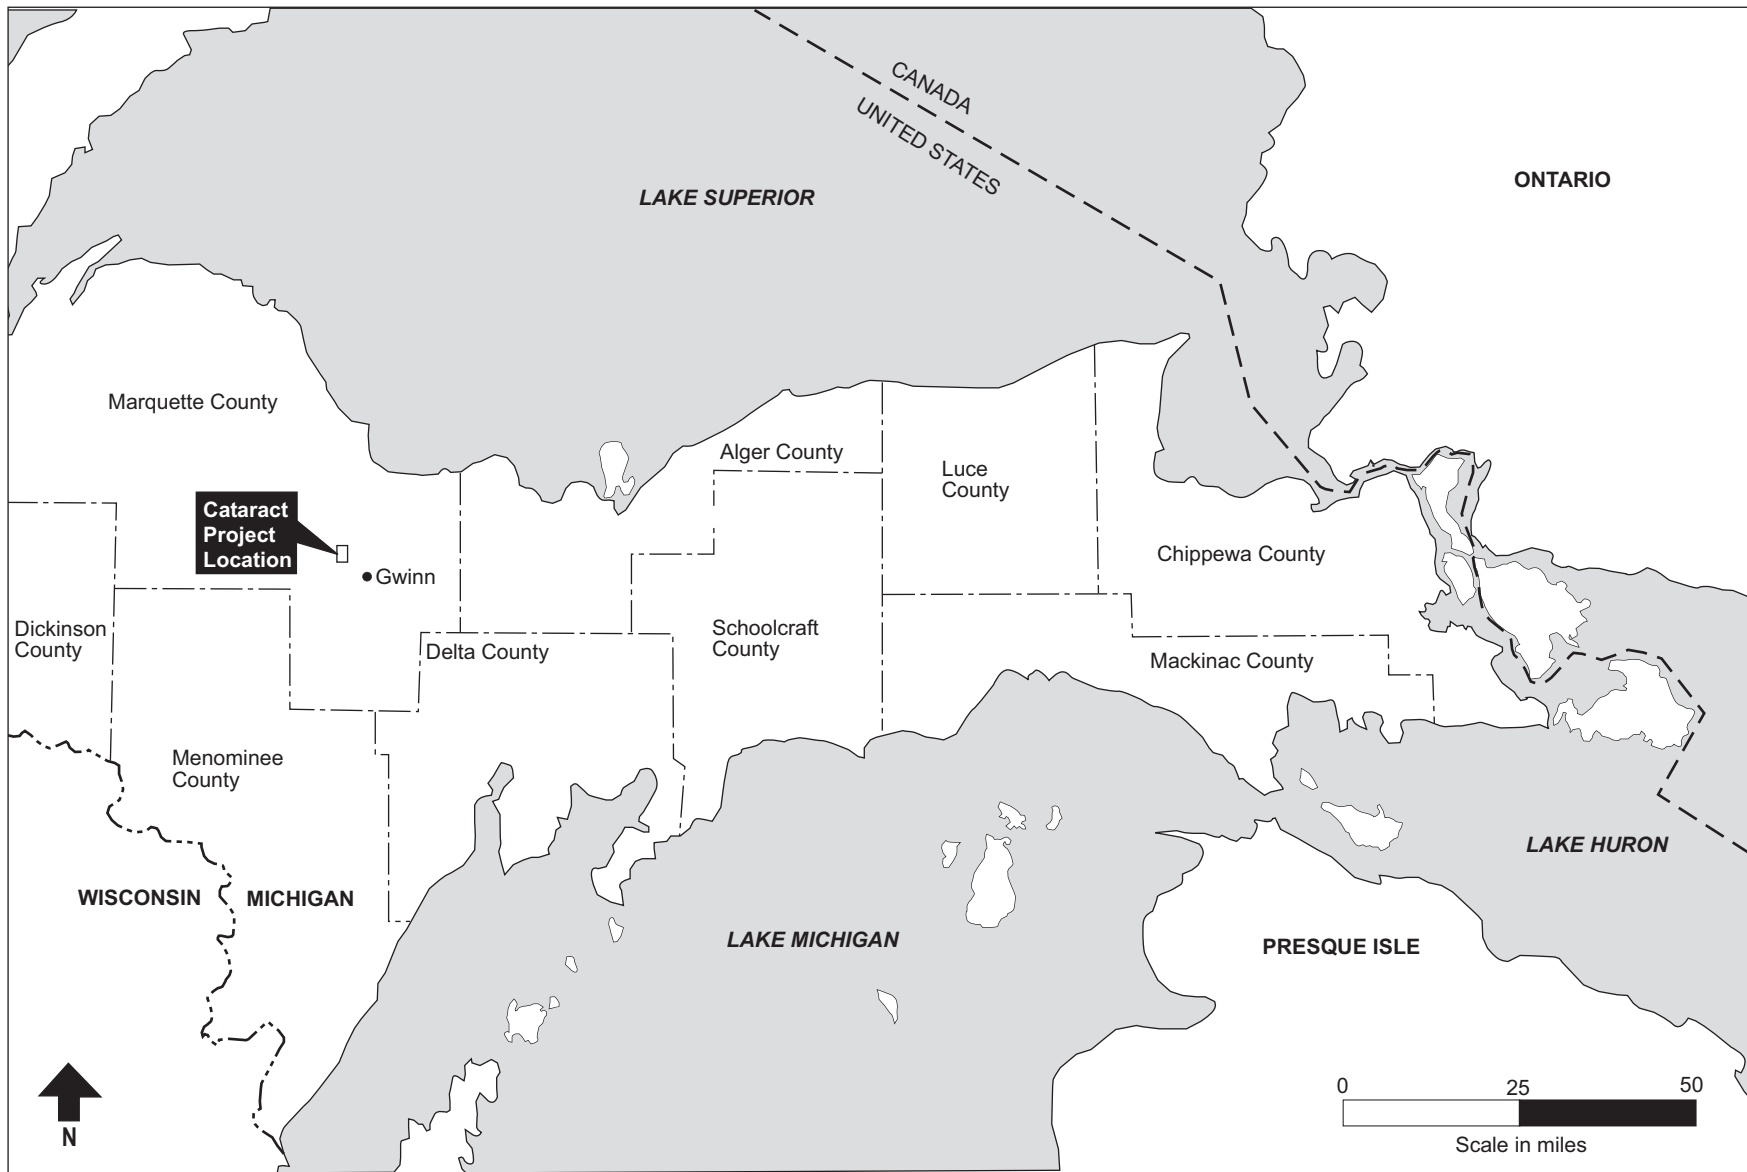 CANADA
UNITED STATES
ONTARIO
LAKE SUPERIOR
Marquette County
Alger County
Luce
County
Cataract
Project
Location
Gwinn
Chippewa County
Dickinson
County
Delta County
Schoolcraft
County
Mackinac County
Menominee
County
LAKE HURON
WISCONSIN
MICHIGAN
LAKE MICHIGAN
PRESQUE ISLE
0
25
50
Scale in miles
N